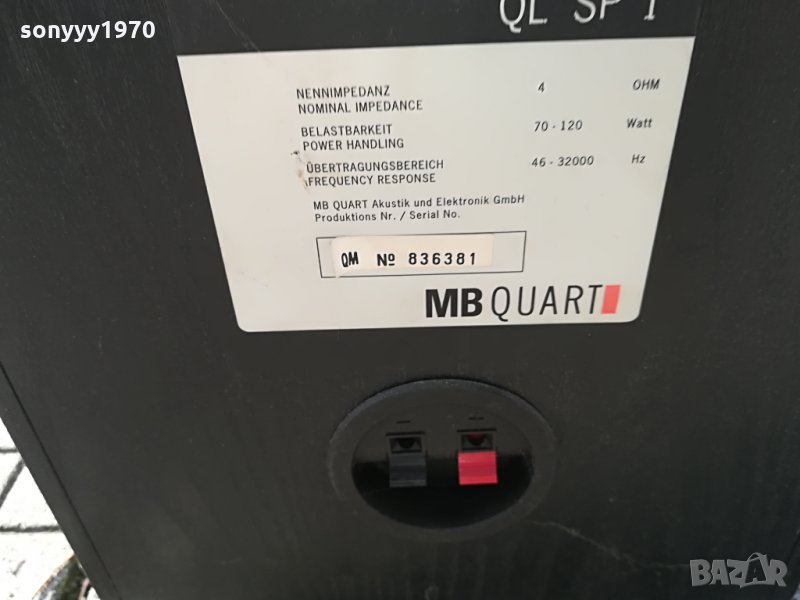 sonyyy1970
QL SP 1
NENNIMPEDANZ 4 OHM
NOMINAL IMPEDANCE
BELASTBARKEIT 70 - 120 Watt
POWER HANDLING
ÜBERTRAGUNGSBEREICH 46 - 32000 Hz
FREQUENCY RESPONSE
MB QUART Akustik und Elektronik GmbH
Produktions Nr. / Serial No.
QM № 836381
MB QUART
- +
BAZAR